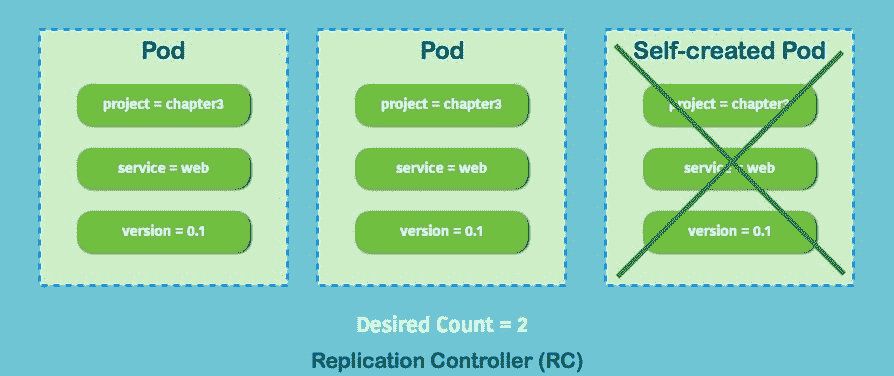 Pod
project = chapter3
service = web
version = 0.1
Pod
project = chapter3
service = web
version = 0.1
Self-created Pod
project = chapter3
service = web
version = 0.1
Desired Count = 2
Replication Controller (RC)